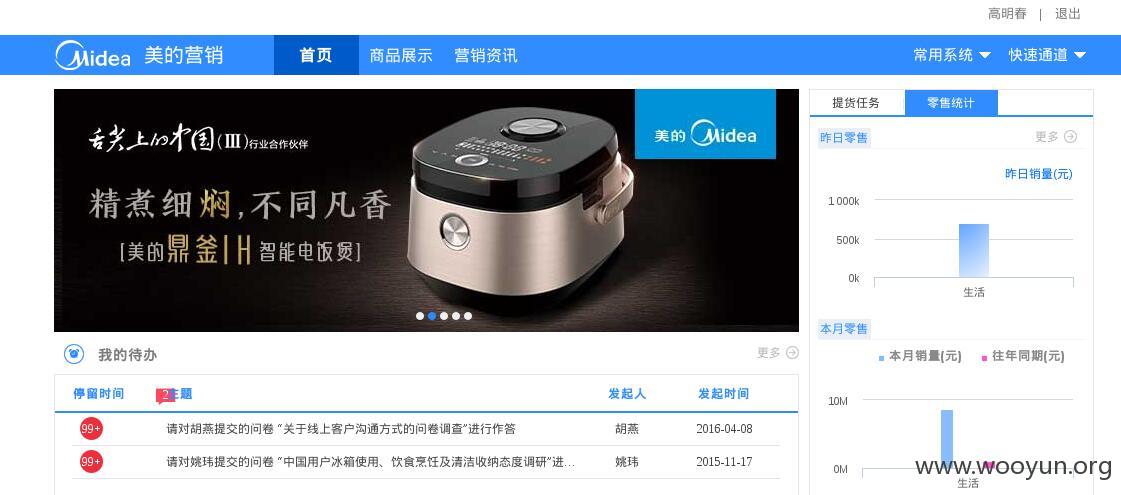 高明春 | 退出
Midea 美的营销 首页 商品展示 营销资讯 常用系统 快速通道
舌尖上的中国(III)行业合作伙伴
美的 Midea
精煮细焖,不同凡香
[美的鼎釜IH智能电饭煲]
提货任务 零售统计
昨日零售 更多
昨日销量(元)
1 000k
500k
0k
生活
本月零售
本月销量(元) 往年同期(元)
10M
0M
生活
我的待办 更多
停留时间 2 主题 发起人 发起时间
99+ 请对胡燕提交的问卷 “关于线上客户沟通方式的问卷调查”进行作答 胡燕 2016-04-08
99+ 请对姚玮提交的问卷 “中国用户冰箱使用、饮食烹饪及清洁收纳态度调研”进… 姚玮 2015-11-17
www.wooyun.org